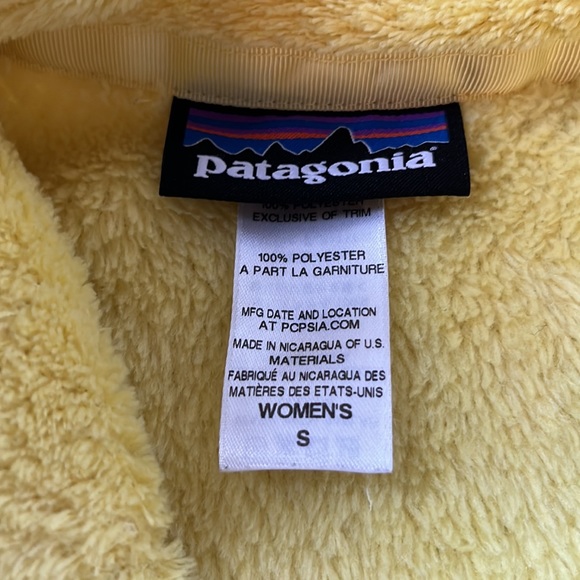 patagonia®
100% POLYESTER
EXCLUSIVE OF TRIM
100% POLYESTER
A PART LA GARNITURE
MFG DATE AND LOCATION
AT PCPSIA.COM
MADE IN NICARAGUA OF U.S.
MATERIALS
FABRIQUÉ AU NICARAGUA DES
MATIÈRES DES ETATS-UNIS
WOMEN'S
S